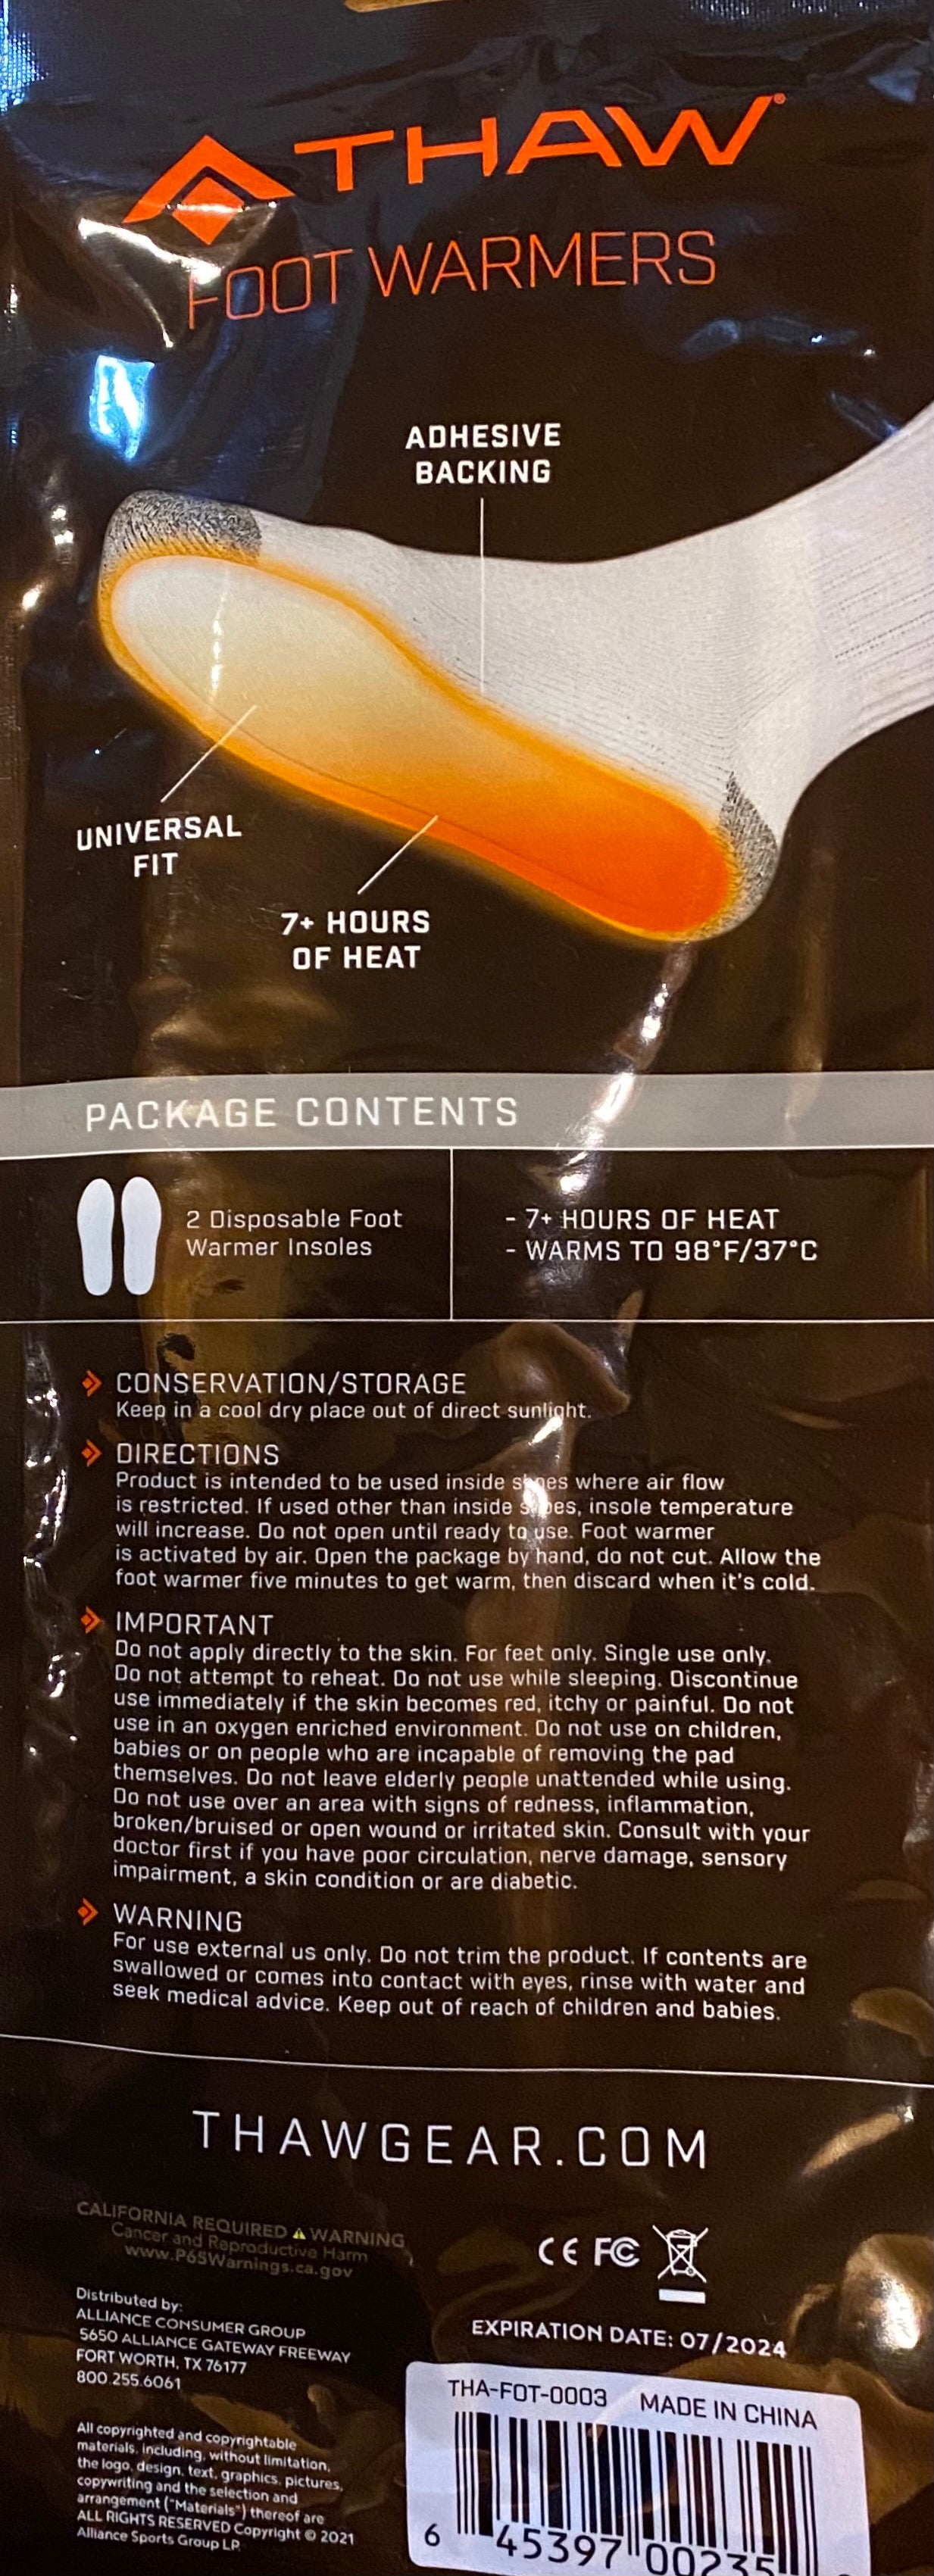 THAW®
FOOT WARMERS
ADHESIVE
BACKING
UNIVERSAL
FIT
7+ HOURS
OF HEAT
PACKAGE CONTENTS
2 Disposable Foot
Warmer Insoles
- 7+ HOURS OF HEAT
- WARMS TO 98°F/37°C
CONSERVATION/STORAGE
Keep in a cool dry place out of direct sunlight.
DIRECTIONS
Product is intended to be used inside shoes where air flow
is restricted. If used other than inside shoes, insole temperature
will increase. Do not open until ready to use. Foot warmer
is activated by air. Open the package by hand, do not cut. Allow the
foot warmer five minutes to get warm, then discard when it's cold.
IMPORTANT
Do not apply directly to the skin. For feet only. Single use only.
Do not attempt to reheat. Do not use while sleeping. Discontinue
use immediately if the skin becomes red, itchy or painful. Do not
use in an oxygen enriched environment. Do not use on children,
babies or on people who are incapable of removing the pad
themselves. Do not leave elderly people unattended while using.
Do not use over an area with signs of redness, inflammation,
broken/bruised or open wound or irritated skin. Consult with your
doctor first if you have poor circulation, nerve damage, sensory
impairment, a skin condition or are diabetic.
WARNING
For use external us only. Do not trim the product. If contents are
swallowed or comes into contact with eyes, rinse with water and
seek medical advice. Keep out of reach of children and babies.
THAWGEAR.COM
CALIFORNIA REQUIRED ⚠ WARNING
Cancer and Reproductive Harm
www.P65Warnings.ca.gov
CE FC
Distributed by:
ALLIANCE CONSUMER GROUP
5650 ALLIANCE GATEWAY FREEWAY
FORT WORTH, TX 76177
800.255.6061
EXPIRATION DATE: 07/2024
THA-FOT-0003 MADE IN CHINA
All copyrighted and copyrightable
materials, including, without limitation,
the logo, design, text, graphics, pictures,
copywriting and the selection and
arrangement ("Materials") thereof are
ALL RIGHTS RESERVED Copyright © 2021
Alliance Sports Group LP.
6 45397 00235